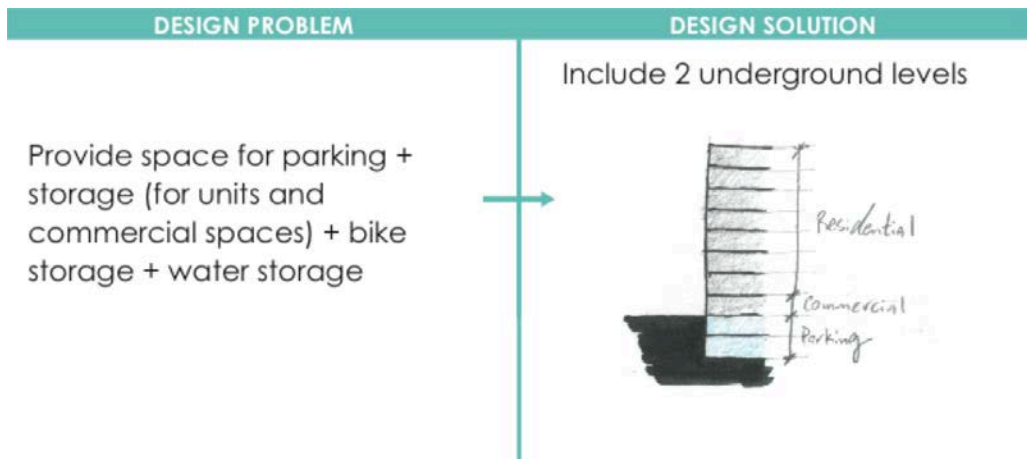 DESIGN PROBLEM
DESIGN SOLUTION
Provide space for parking +
storage (for units and
commercial spaces) + bike
storage + water storage
Include 2 underground levels
Residential
Commercial
Parking